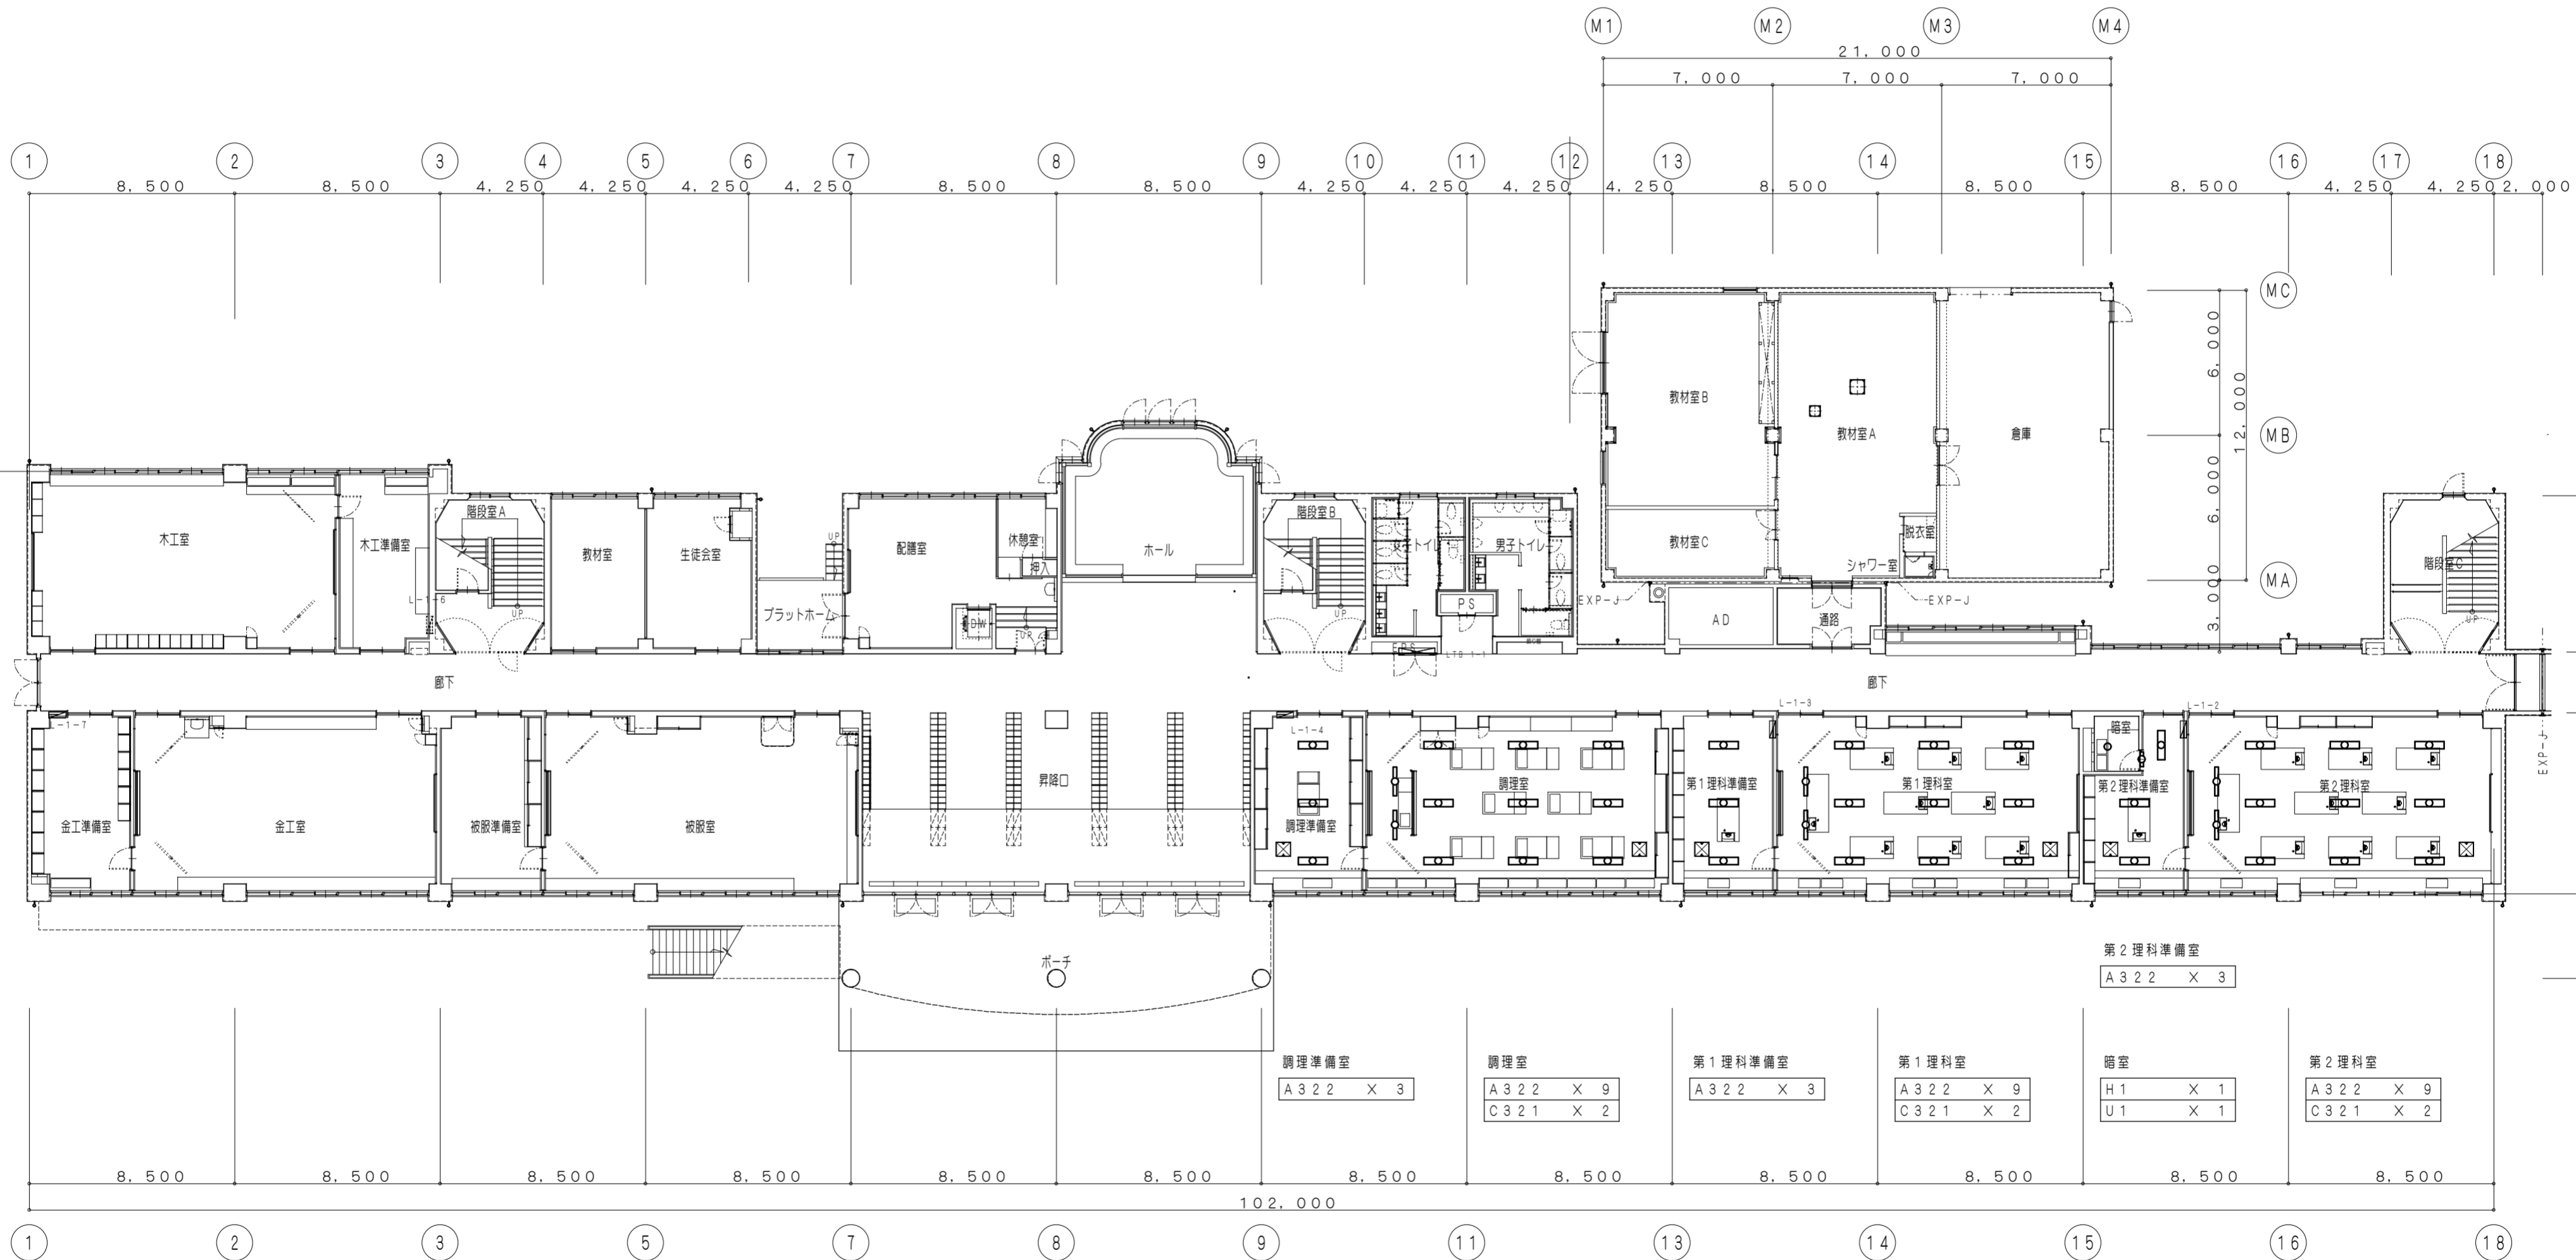 M1 M2 M3 M4
21,000
7,000 7,000 7,000
1 2 3 4 5 6 7 8 9 10 11 12 13 14 15 16 17 18
8,500 8,500 4,250 4,250 4,250 4,250 8,500 8,500 4,250 4,250 4,250 4,250 8,500 8,500 8,500 4,250 4,250 2,000
MC
6,000
12,000
教材室B
教材室A
倉庫
MB
6,000
木工室
木工準備室
階段室A
教材室
生徒会室
UP
配膳室
休憩室
押入
ホール
階段室B
女子トイレ
男子トイレ
教材室C
脱衣室
シャワー室
階段室C
MA
3,000
L-1-6
UP
プラットホーム
DW
UP
UP
PS
EXP-J
EXP-J
AD
通路
UP
EPS
LTB 1-1
廊下
廊下
L-1-7
L-1-4
L-1-3
L-1-2
暗室
EXP-J
昇降口
調理室
第1理科準備室
第1理科室
第2理科準備室
第2理科室
金工準備室
金工室
被服準備室
被服室
調理準備室
ポーチ
第2理科準備室
A322 X 3
調理準備室
A322 X 3
調理室
A322 X 9
C321 X 2
第1理科準備室
A322 X 3
第1理科室
A322 X 9
C321 X 2
暗室
H1 X 1
U1 X 1
第2理科室
A322 X 9
C321 X 2
8,500 8,500 8,500 8,500 8,500 8,500 8,500 8,500 8,500 8,500 8,500 8,500
102,000
1 2 3 5 7 8 9 11 13 14 15 16 18